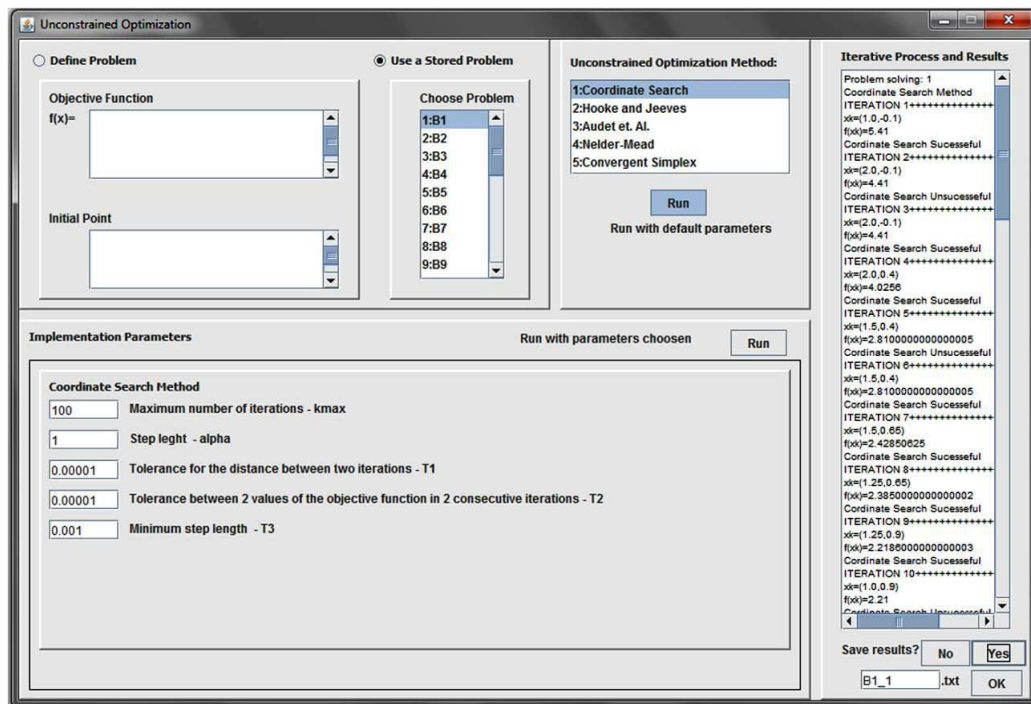 Unconstrained Optimization
Define Problem
Use a Stored Problem
Objective Function
f(x)=
Initial Point
Choose Problem
1:B1
2:B2
3:B3
4:B4
5:B5
6:B6
7:B7
8:B8
9:B9
Unconstrained Optimization Method:
1:Coordinate Search
2:Hooke and Jeeves
3:Audet et. Al.
4:Nelder-Mead
5:Convergent Simplex
Run
Run with default parameters
Implementation Parameters
Run with parameters choosen
Run
Coordinate Search Method
100 Maximum number of iterations - kmax
1 Step leght - alpha
0.00001 Tolerance for the distance between two iterations - T1
0.00001 Tolerance between 2 values of the objective function in 2 consecutive iterations - T2
0.001 Minimum step length - T3
Iterative Process and Results
Problem solving: 1
Coordinate Search Method
ITERATION 1++++++++++++++
xk=(1.0,-0.1)
f(xk)=5.41
Cordinate Search Sucesseful
ITERATION 2++++++++++++++
xk=(2.0,-0.1)
f(xk)=4.41
Cordinate Search Unsucesseful
ITERATION 3++++++++++++++
xk=(2.0,-0.1)
f(xk)=4.41
Cordinate Search Sucesseful
ITERATION 4++++++++++++++
xk=(2.0,0.4)
f(xk)=4.0256
Cordinate Search Sucesseful
ITERATION 5++++++++++++++
xk=(1.5,0.4)
f(xk)=2.8100000000000005
Cordinate Search Unsucesseful
ITERATION 6++++++++++++++
xk=(1.5,0.4)
f(xk)=2.8100000000000005
Cordinate Search Sucesseful
ITERATION 7++++++++++++++
xk=(1.5,0.65)
f(xk)=2.42850625
Cordinate Search Sucesseful
ITERATION 8++++++++++++++
xk=(1.25,0.65)
f(xk)=2.3850000000000002
Cordinate Search Sucesseful
ITERATION 9++++++++++++++
xk=(1.25,0.9)
f(xk)=2.2186000000000003
Cordinate Search Sucesseful
ITERATION 10+++++++++++++
xk=(1.0,0.9)
f(xk)=2.21
Cordinate Search Unsucesseful
Save results? No Yes
B1_1 .txt OK